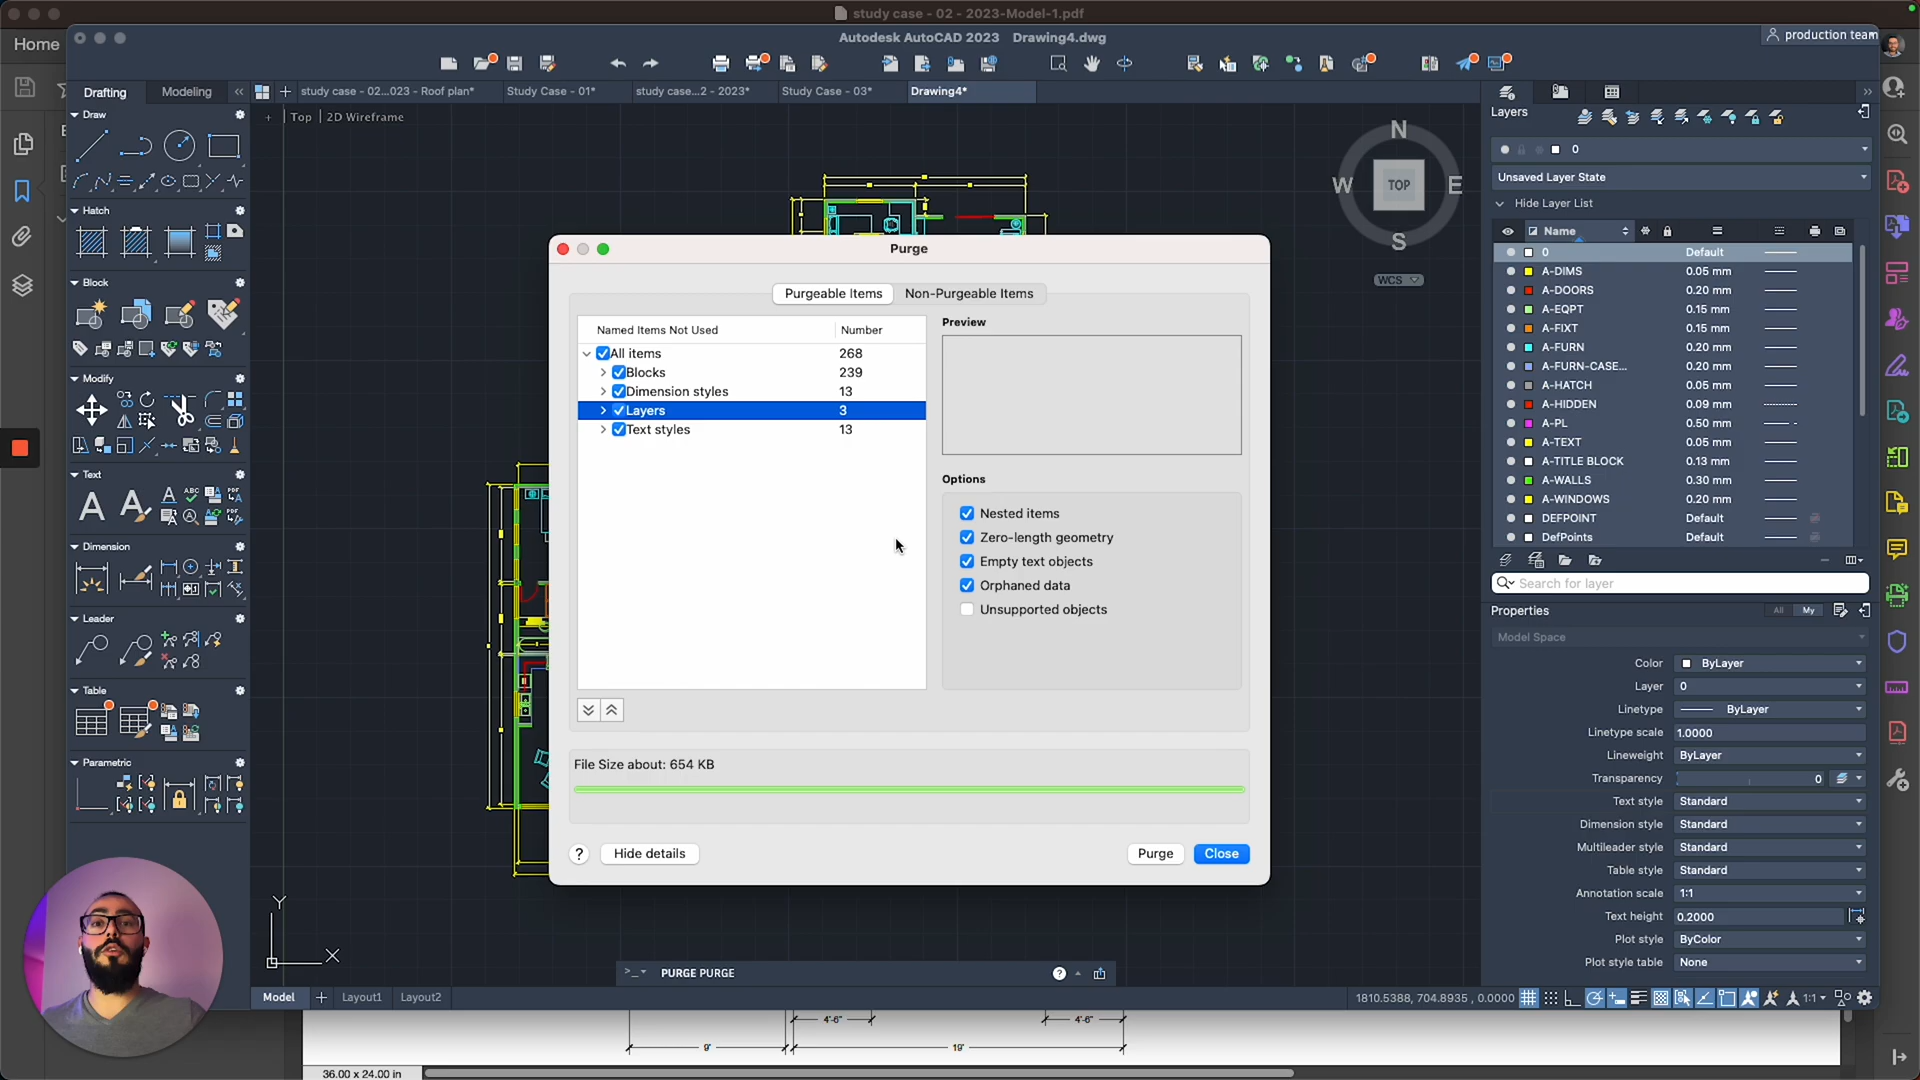 study case - 02 - 2023-Model-1.pdf
Home
Autodesk AutoCAD 2023 Drawing4.dwg
production team
Drafting
Modeling
study case - 02...023 - Roof plan*
Study Case - 01*
study case...2 - 2023*
Study Case - 03*
Drawing4*
Draw
+ | Top | 2D Wireframe
Hatch
Block
Modify
Text
Dimension
Leader
Table
Parametric
N
W
TOP
E
S
WCS
Purge
Purgeable Items
Non-Purgeable Items
Named Items Not Used
Number
All items 268
Blocks 239
Dimension styles 13
Layers 3
Text styles 13
Preview
Options
Nested items
Zero-length geometry
Empty text objects
Orphaned data
Unsupported objects
File Size about: 654 KB
?
Hide details
Purge
Close
Layers
0
Unsaved Layer State
Hide Layer List
Name
0 Default
A-DIMS 0.05 mm
A-DOORS 0.20 mm
A-EQPT 0.15 mm
A-FIXT 0.15 mm
A-FURN 0.20 mm
A-FURN-CASE... 0.20 mm
A-HATCH 0.05 mm
A-HIDDEN 0.09 mm
A-PL 0.50 mm
A-TEXT 0.05 mm
A-TITLE BLOCK 0.13 mm
A-WALLS 0.30 mm
A-WINDOWS 0.20 mm
DEFPOINT Default
DefPoints Default
Search for layer
Properties
All
My
Model Space
Color ByLayer
Layer 0
Linetype ByLayer
Linetype scale 1.0000
Lineweight ByLayer
Transparency 0
Text style Standard
Dimension style Standard
Multileader style Standard
Table style Standard
Annotation scale 1:1
Text height 0.2000
Plot style ByColor
Plot style table None
Y
X
>_ PURGE PURGE
?
Model
+
Layout1
Layout2
1810.5388, 704.8935 , 0.0000
1:1
4'-6"
4'-6"
9'
19'
36.00 x 24.00 in